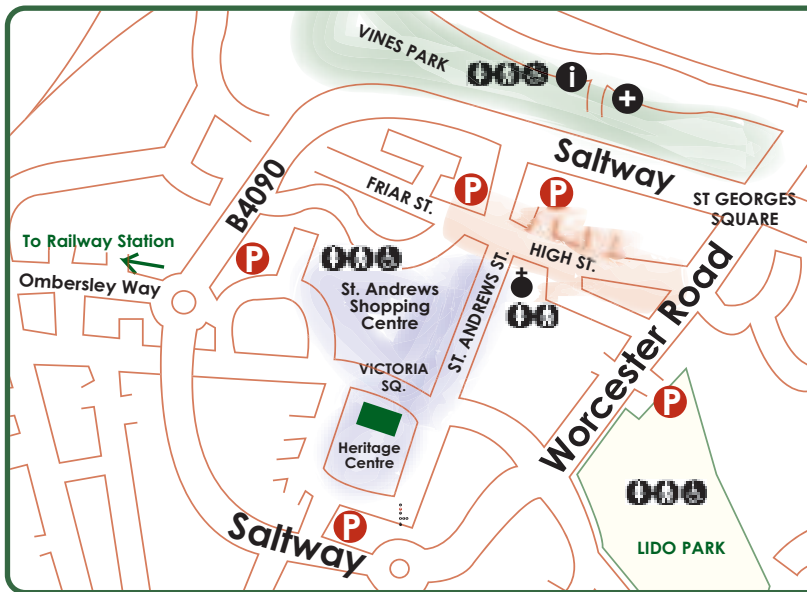 VINES PARK
i
Saltway
B4090
FRIAR ST.
P
P
ST GEORGES
SQUARE
To Railway Station
P
Ombersley Way
HIGH ST.
St. Andrews
Shopping
Centre
ST. ANDREWS ST.
Worcester Road
VICTORIA
SQ.
P
Heritage
Centre
P
Saltway
LIDO PARK